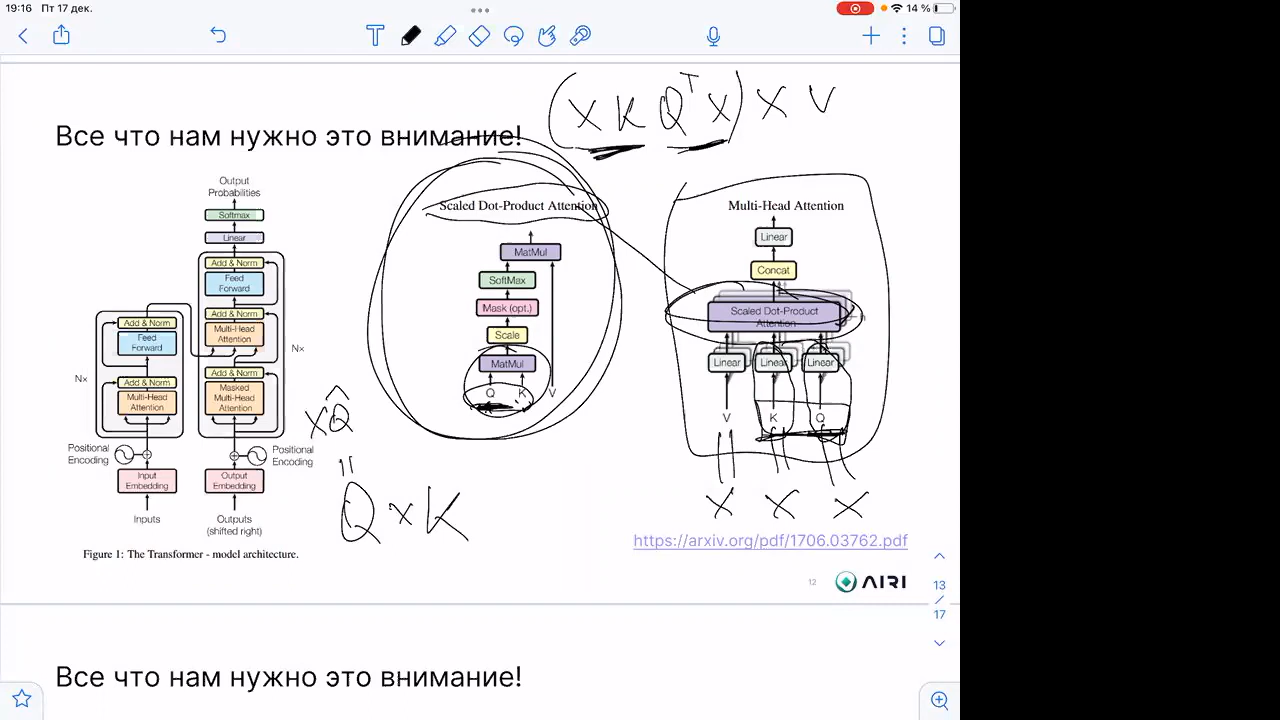 19:16 Пт 17 дек.
14 %
Все что нам нужно это внимание!
(X K Qᵀ X) X V
Output
Probabilities
Softmax
Linear
Add & Norm
Feed
Forward
Add & Norm
Multi-Head
Attention
Add & Norm
Masked
Multi-Head
Attention
Nx
Add & Norm
Feed
Forward
Add & Norm
Multi-Head
Attention
Nx
Positional
Encoding
Positional
Encoding
Input
Embedding
Output
Embedding
Inputs
Outputs
(shifted right)
Figure 1: The Transformer - model architecture.
Scaled Dot-Product Attention
MatMul
SoftMax
Mask (opt.)
Scale
MatMul
Q K V
XQ̂
=
Q x K
Multi-Head Attention
Linear
Concat
Scaled Dot-Product
Attention
h
Linear Linear Linear
V K Q
X X X
https://arxiv.org/pdf/1706.03762.pdf
12
AIRI
13
/
17
Все что нам нужно это внимание!